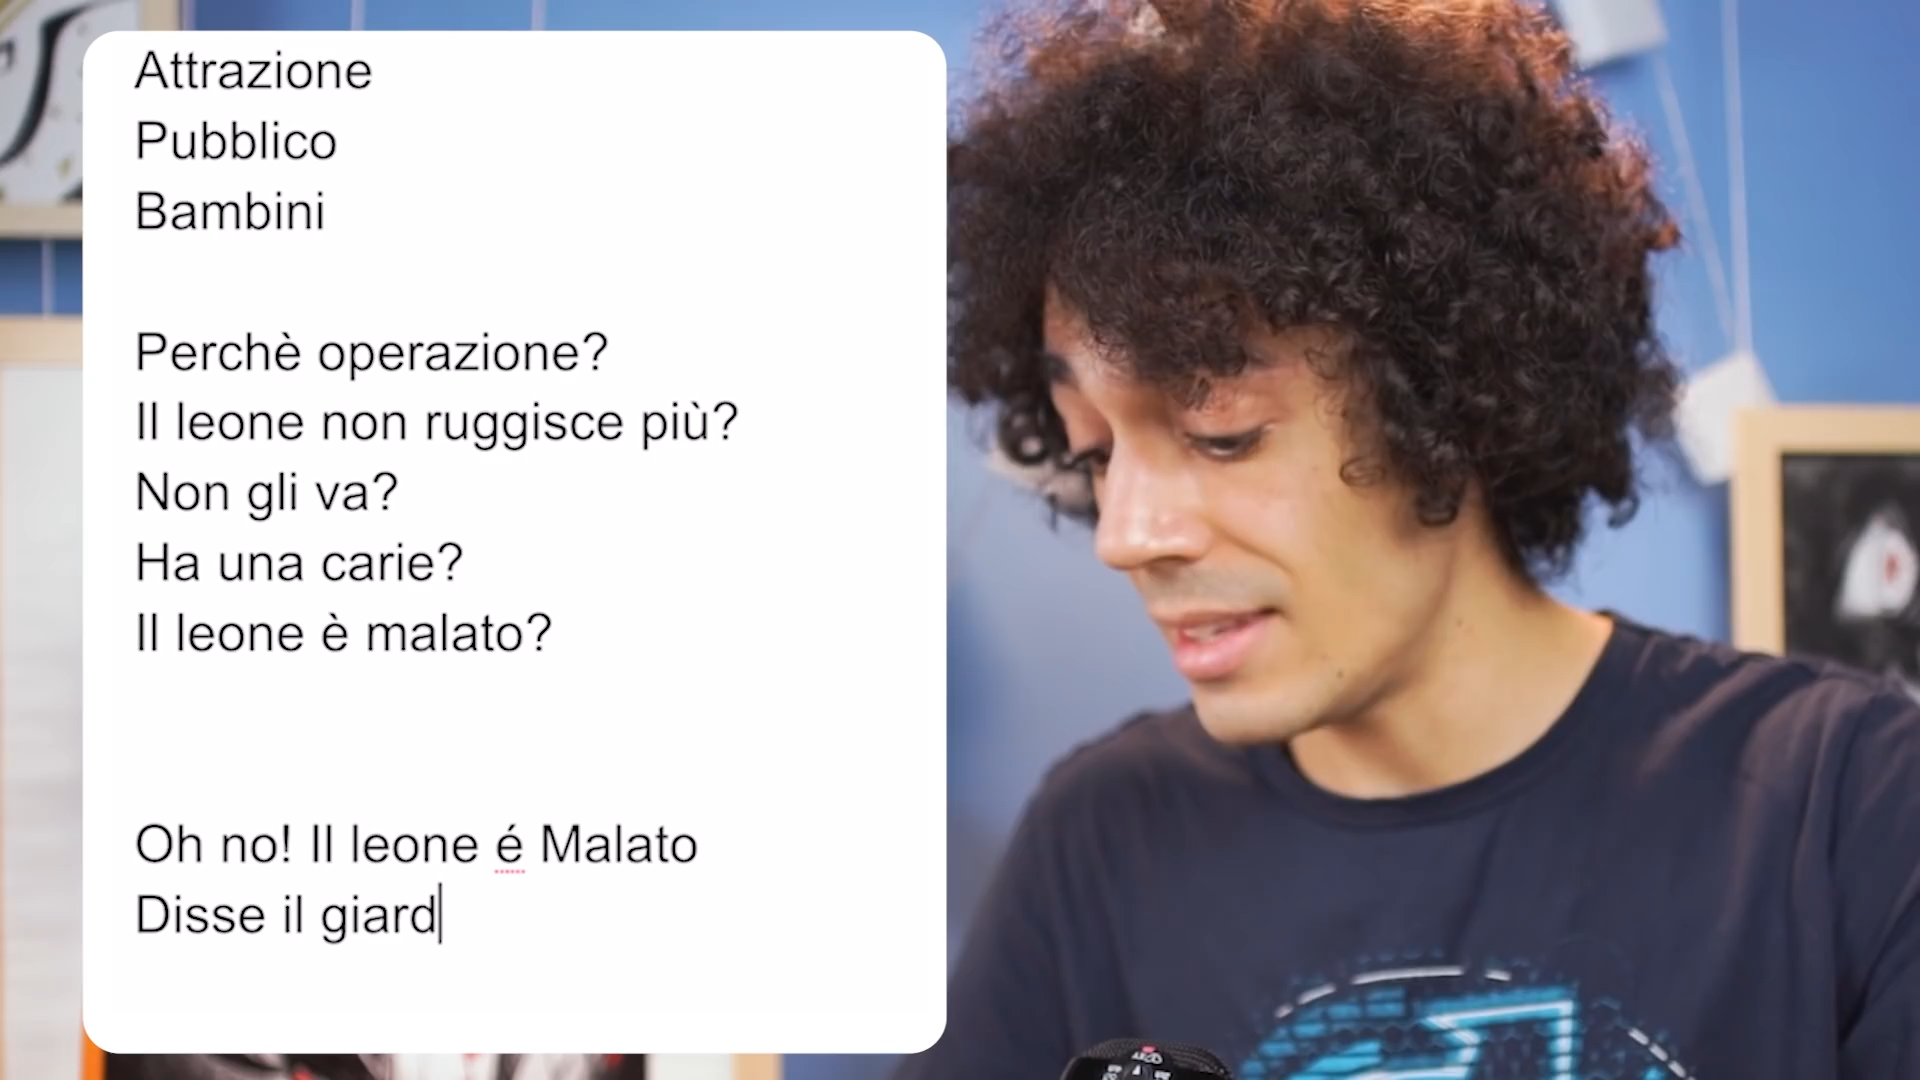 Attrazione
Pubblico
Bambini
Perchè operazione?
Il leone non ruggisce più?
Non gli va?
Ha una carie?
Il leone è malato?
Oh no! Il leone é Malato
Disse il giard